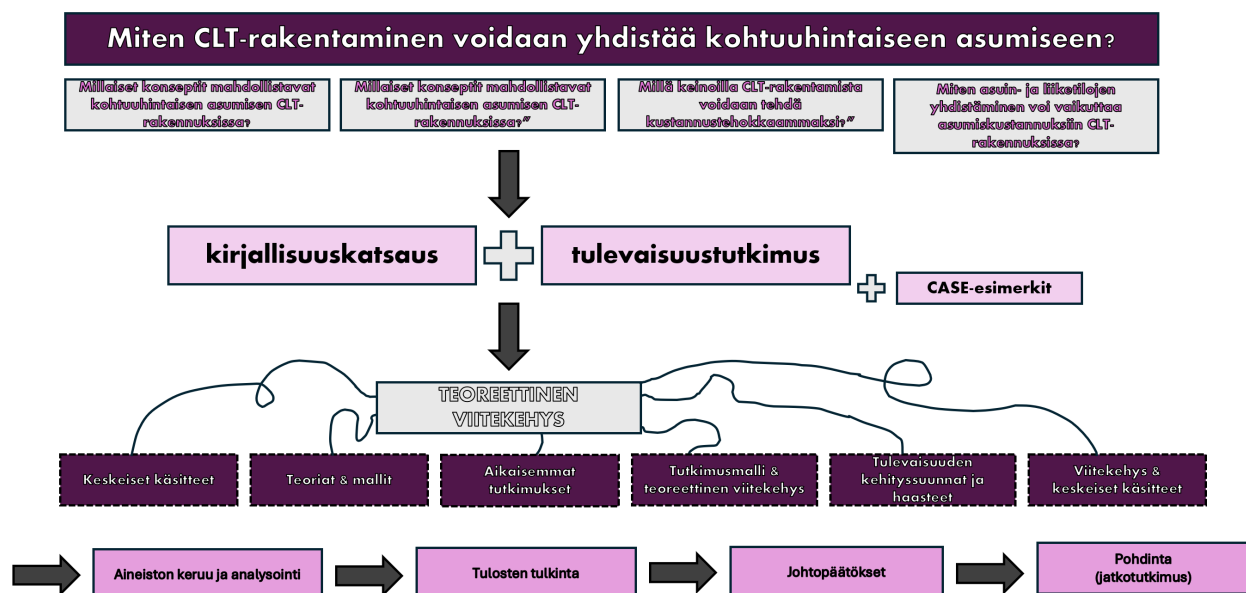 Miten CLT-rakentaminen voidaan yhdistää kohtuuhintaiseen asumiseen?
Millaiset konseptit mahdollistavat
kohtuuhintaisen asumisen CLT-
rakennuksissa?
Millaiset konseptit mahdollistavat
kohtuuhintaisen asumisen CLT-
rakennuksissa?”
Millä keinoilla CLT-rakentamista
voidaan tehdä
kustannustehokkaammaksi?”
Miten asuin- ja liiketilojen
yhdistäminen voi vaikuttaa
asumiskustannuksiin CLT-
rakennuksissa?
kirjallisuuskatsaus
tulevaisuustutkimus
CASE-esimerkit
TEOREETTINEN
VIITEKEHYS
Keskeiset käsitteet
Teoriat & mallit
Aikaisemmat
tutkimukset
Tutkimusmalli &
teoreettinen viitekehys
Tulevaisuuden
kehityssuunnat ja
haasteet
Viitekehys &
keskeiset käsitteet
Aineiston keruu ja analysointi
Tulosten tulkinta
Johtopäätökset
Pohdinta
(jatkotutkimus)